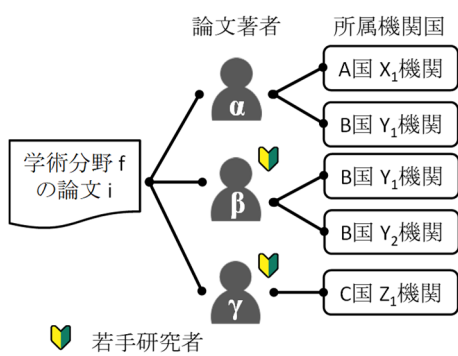 論文著者
所属機関国
学術分野 f
の論文 i
α
A国 X₁機関
B国 Y₁機関
β
B国 Y₁機関
B国 Y₂機関
γ
C国 Z₁機関
若手研究者